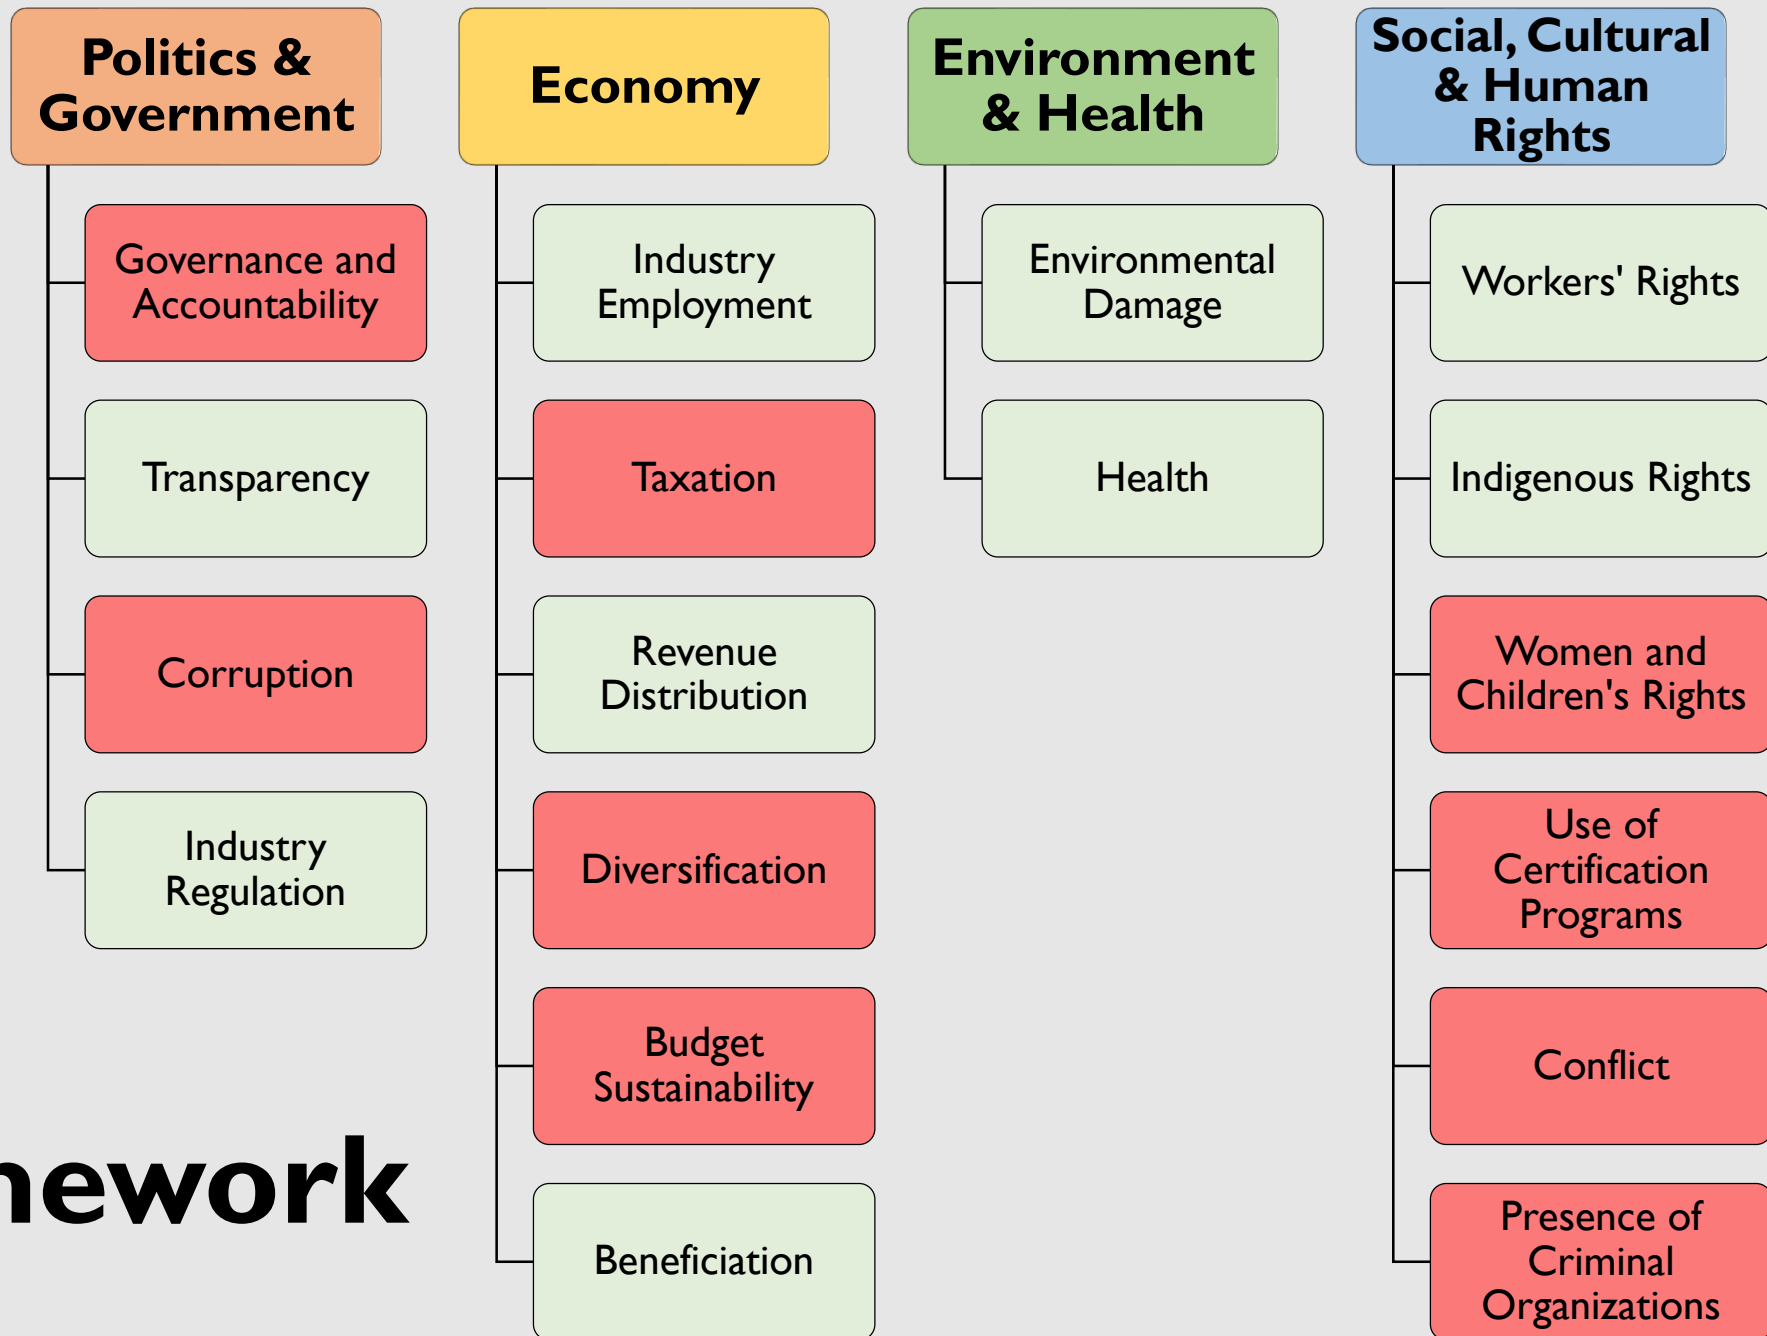 Politics &
Government
Governance and
Accountability
Transparency
Corruption
Industry
Regulation
Economy
Industry
Employment
Taxation
Revenue
Distribution
Diversification
Budget
Sustainability
Beneficiation
Environment
& Health
Environmental
Damage
Health
Social, Cultural
& Human
Rights
Workers' Rights
Indigenous Rights
Women and
Children's Rights
Use of
Certification
Programs
Conflict
Presence of
Criminal
Organizations